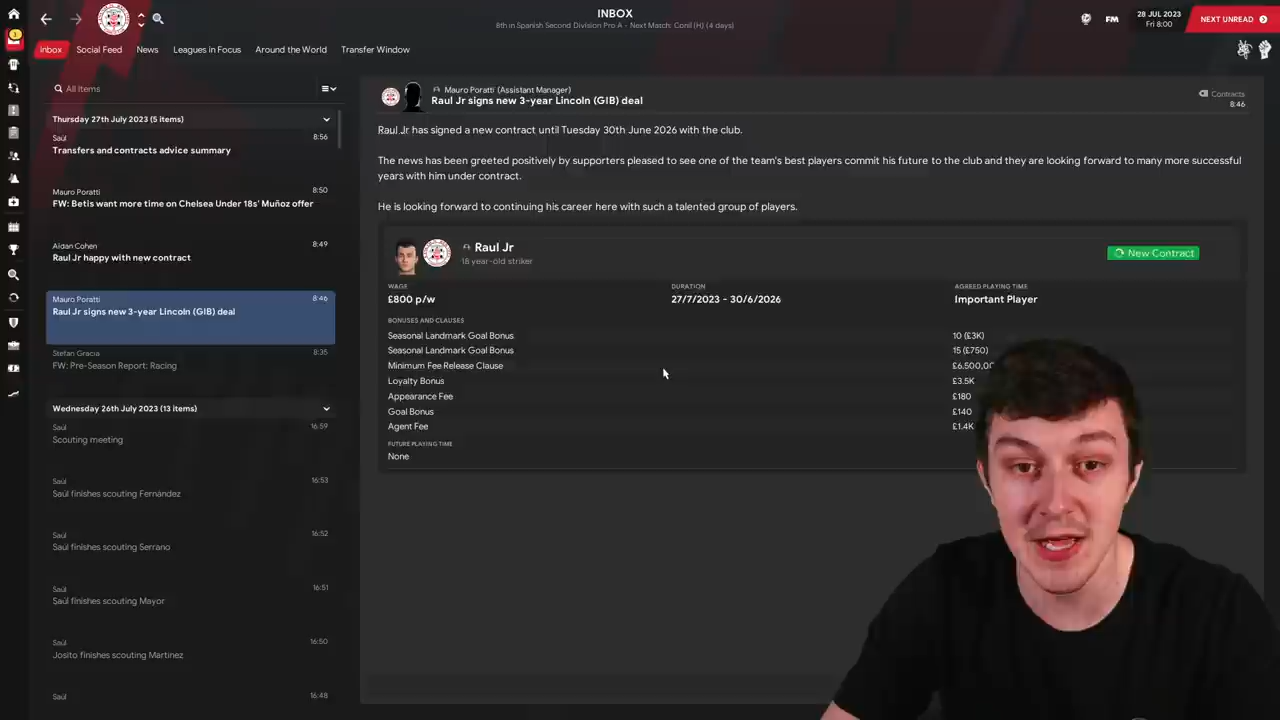 INBOX
8th in Spanish Second Division Pro A - Next Match: Conil (H) (4 days)
FM
28 JUL 2023
Fri 8:00
NEXT UNREAD
Inbox
Social Feed
News
Leagues in Focus
Around the World
Transfer Window
All Items
Thursday 27th July 2023 (5 items)
Saúl 8:56
Transfers and contracts advice summary
Mauro Poratti 8:50
FW: Betis want more time on Chelsea Under 18s' Muñoz offer
Aidan Cohen 8:49
Raul Jr happy with new contract
Mauro Poratti 8:46
Raul Jr signs new 3-year Lincoln (GIB) deal
Stefan Gracia 8:35
FW: Pre-Season Report: Racing
Wednesday 26th July 2023 (13 items)
Saúl 16:59
Scouting meeting
Saúl 16:53
Saúl finishes scouting Fernández
Saúl 16:52
Saúl finishes scouting Serrano
Saúl 16:51
Saúl finishes scouting Mayor
Saúl 16:50
Josito finishes scouting Martínez
Saúl 16:48
Mauro Poratti (Assistant Manager)
Raul Jr signs new 3-year Lincoln (GIB) deal
Contracts
8:46
Raul Jr has signed a new contract until Tuesday 30th June 2026 with the club.
The news has been greeted positively by supporters pleased to see one of the team's best players commit his future to the club and they are looking forward to many more successful
years with him under contract.
He is looking forward to continuing his career here with such a talented group of players.
Raul Jr
18 year-old striker
New Contract
WAGE
£800 p/w
DURATION
27/7/2023 - 30/6/2026
AGREED PLAYING TIME
Important Player
BONUSES AND CLAUSES
Seasonal Landmark Goal Bonus 10 (£3K)
Seasonal Landmark Goal Bonus 15 (£750)
Minimum Fee Release Clause £6,500,00
Loyalty Bonus £3.5K
Appearance Fee £180
Goal Bonus £140
Agent Fee £1.4K
FUTURE PLAYING TIME
None